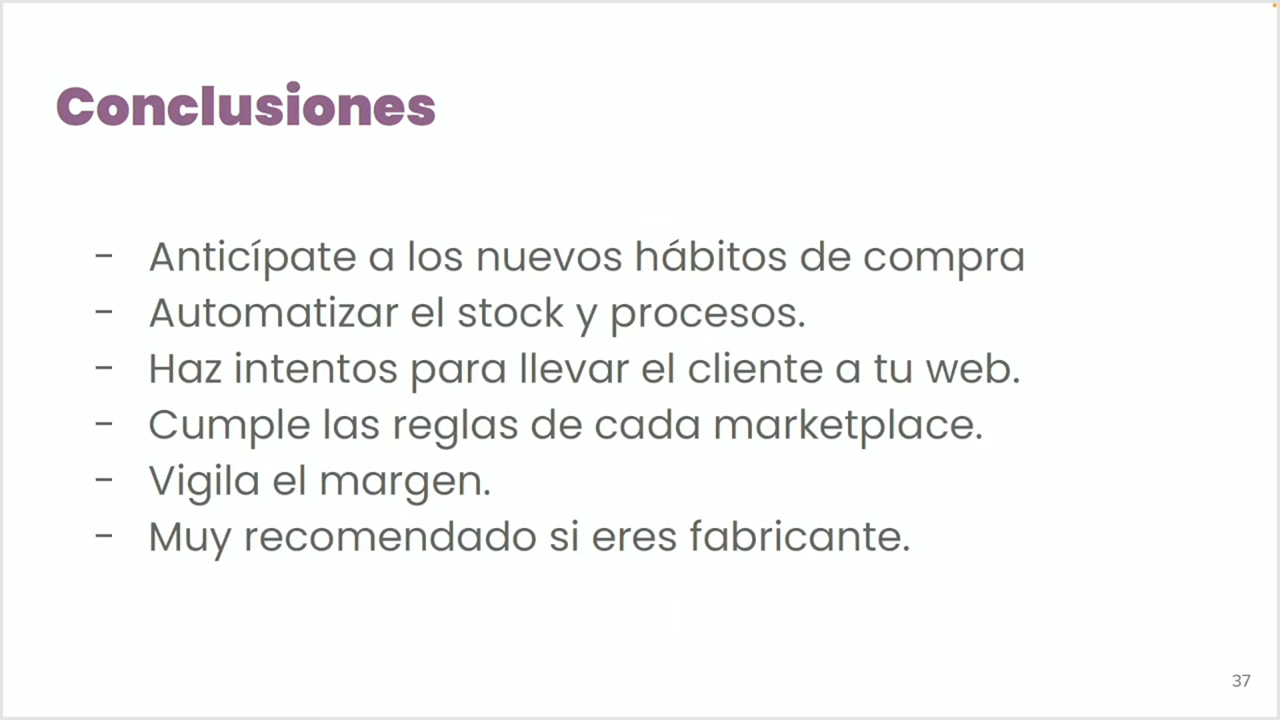 Conclusiones
- Anticípate a los nuevos hábitos de compra
- Automatizar el stock y procesos.
- Haz intentos para llevar el cliente a tu web.
- Cumple las reglas de cada marketplace.
- Vigila el margen.
- Muy recomendado si eres fabricante.
37